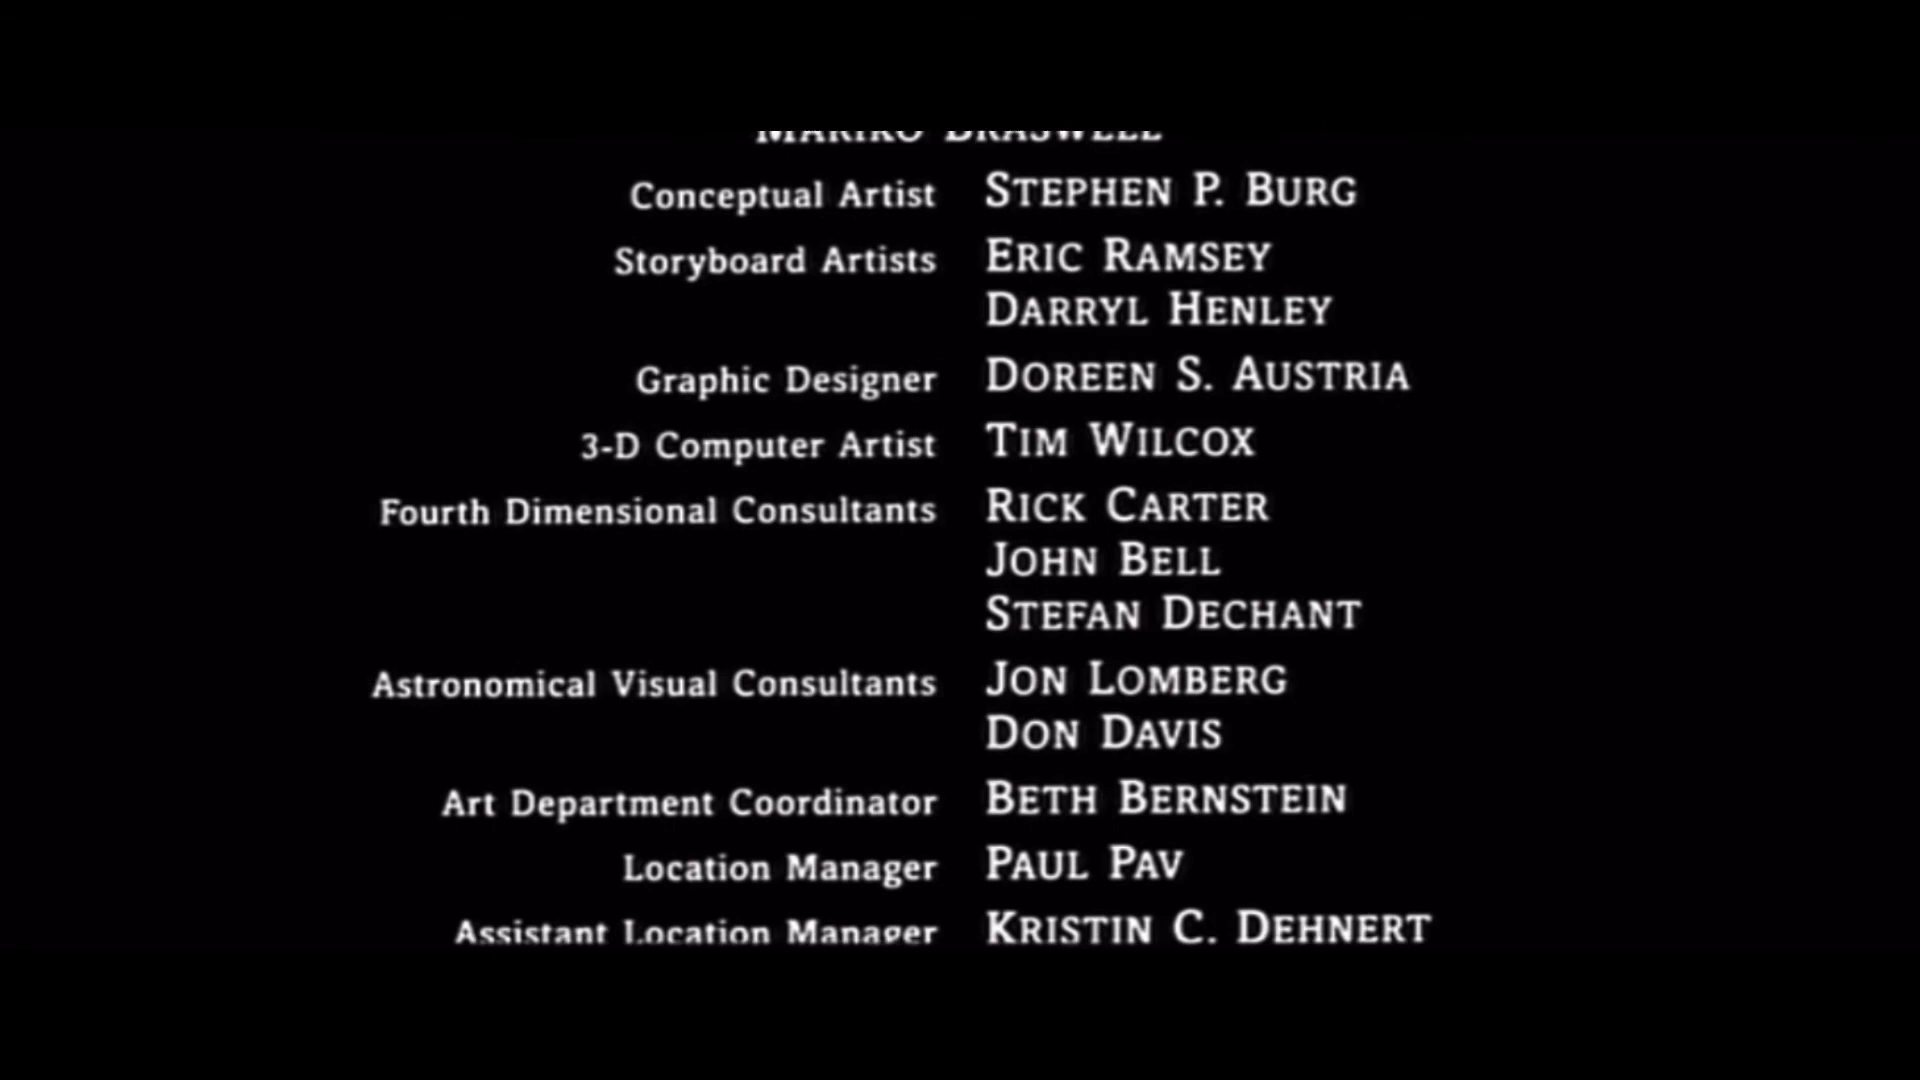 MARIKO BRASWELL
Conceptual Artist STEPHEN P. BURG
Storyboard Artists ERIC RAMSEY
DARRYL HENLEY
Graphic Designer DOREEN S. AUSTRIA
3-D Computer Artist TIM WILCOX
Fourth Dimensional Consultants RICK CARTER
JOHN BELL
STEFAN DECHANT
Astronomical Visual Consultants JON LOMBERG
DON DAVIS
Art Department Coordinator BETH BERNSTEIN
Location Manager PAUL PAV
Assistant Location Manager KRISTIN C. DEHNERT